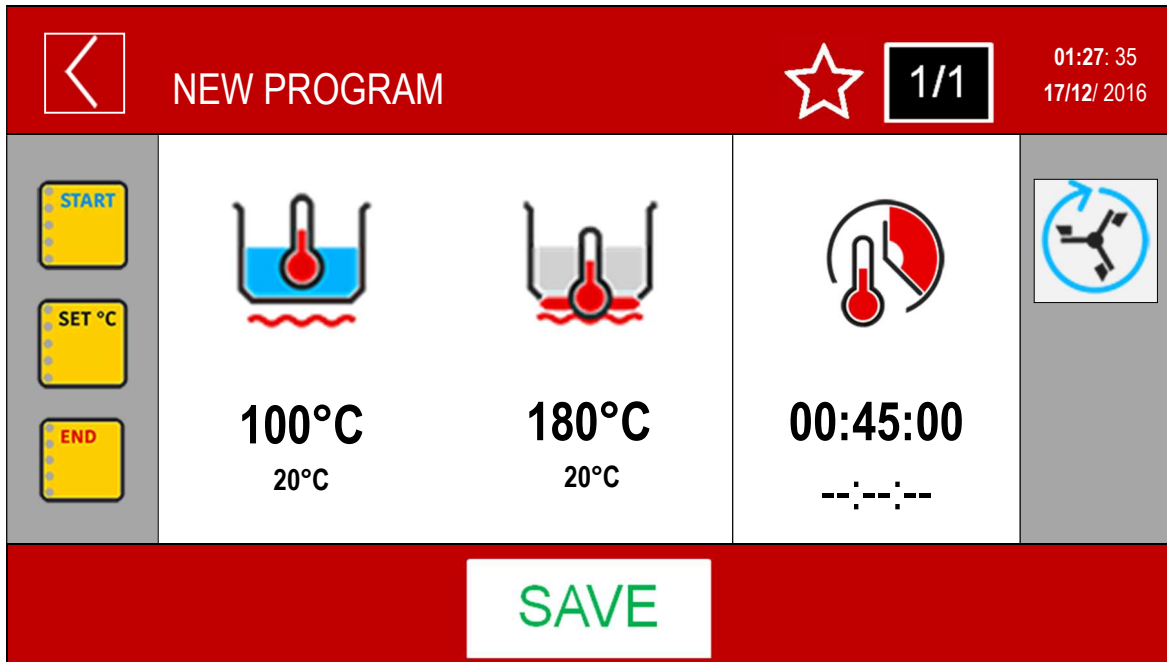 NEW PROGRAM
1/1
01:27: 35
17/12/ 2016
START
SET °C
END
100°C
20°C
180°C
20°C
00:45:00
--:--:--
SAVE